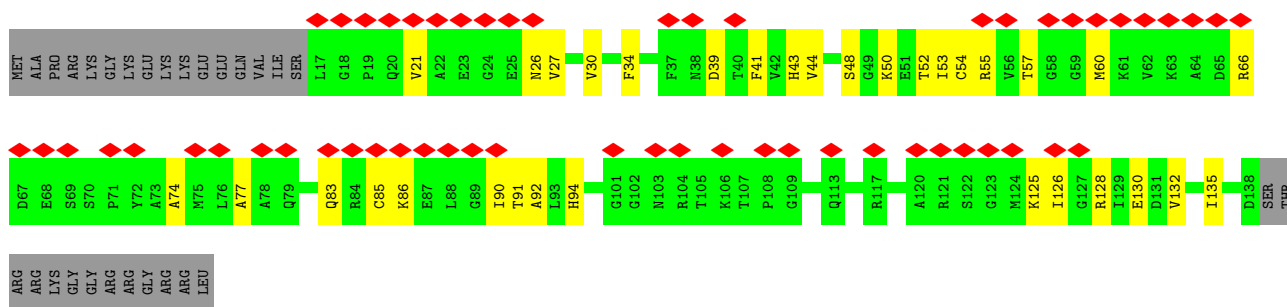 MET ALA PRO ARG LYS GLY LYS GLU LYS LYS GLU GLU GLN VAL ILE SER L17 G18 P19 Q20 V21 A22 E23 G24 E25 N26 V27 V30 F34 F37 N38 D39 T40 F41 V42 H43 V44 S48 G49 K50 E51 T52 I53 C54 R55 V56 T57 G58 G59 M60 K61 V62 K63 A64 D65 R66
D67 E68 S69 S70 P71 Y72 A73 A74 M75 L76 A77 A78 Q79 Q83 R84 C85 K86 E87 L88 G89 I90 T91 A92 L93 H94 G101 G102 N103 R104 T105 K106 T107 P108 G109 Q113 R117 A120 R121 S122 G123 M124 K125 I126 G127 R128 I129 E130 D131 V132 I135 D138 SER THR
ARG ARG LYS GLY GLY ARG ARG GLY ARG ARG LEU